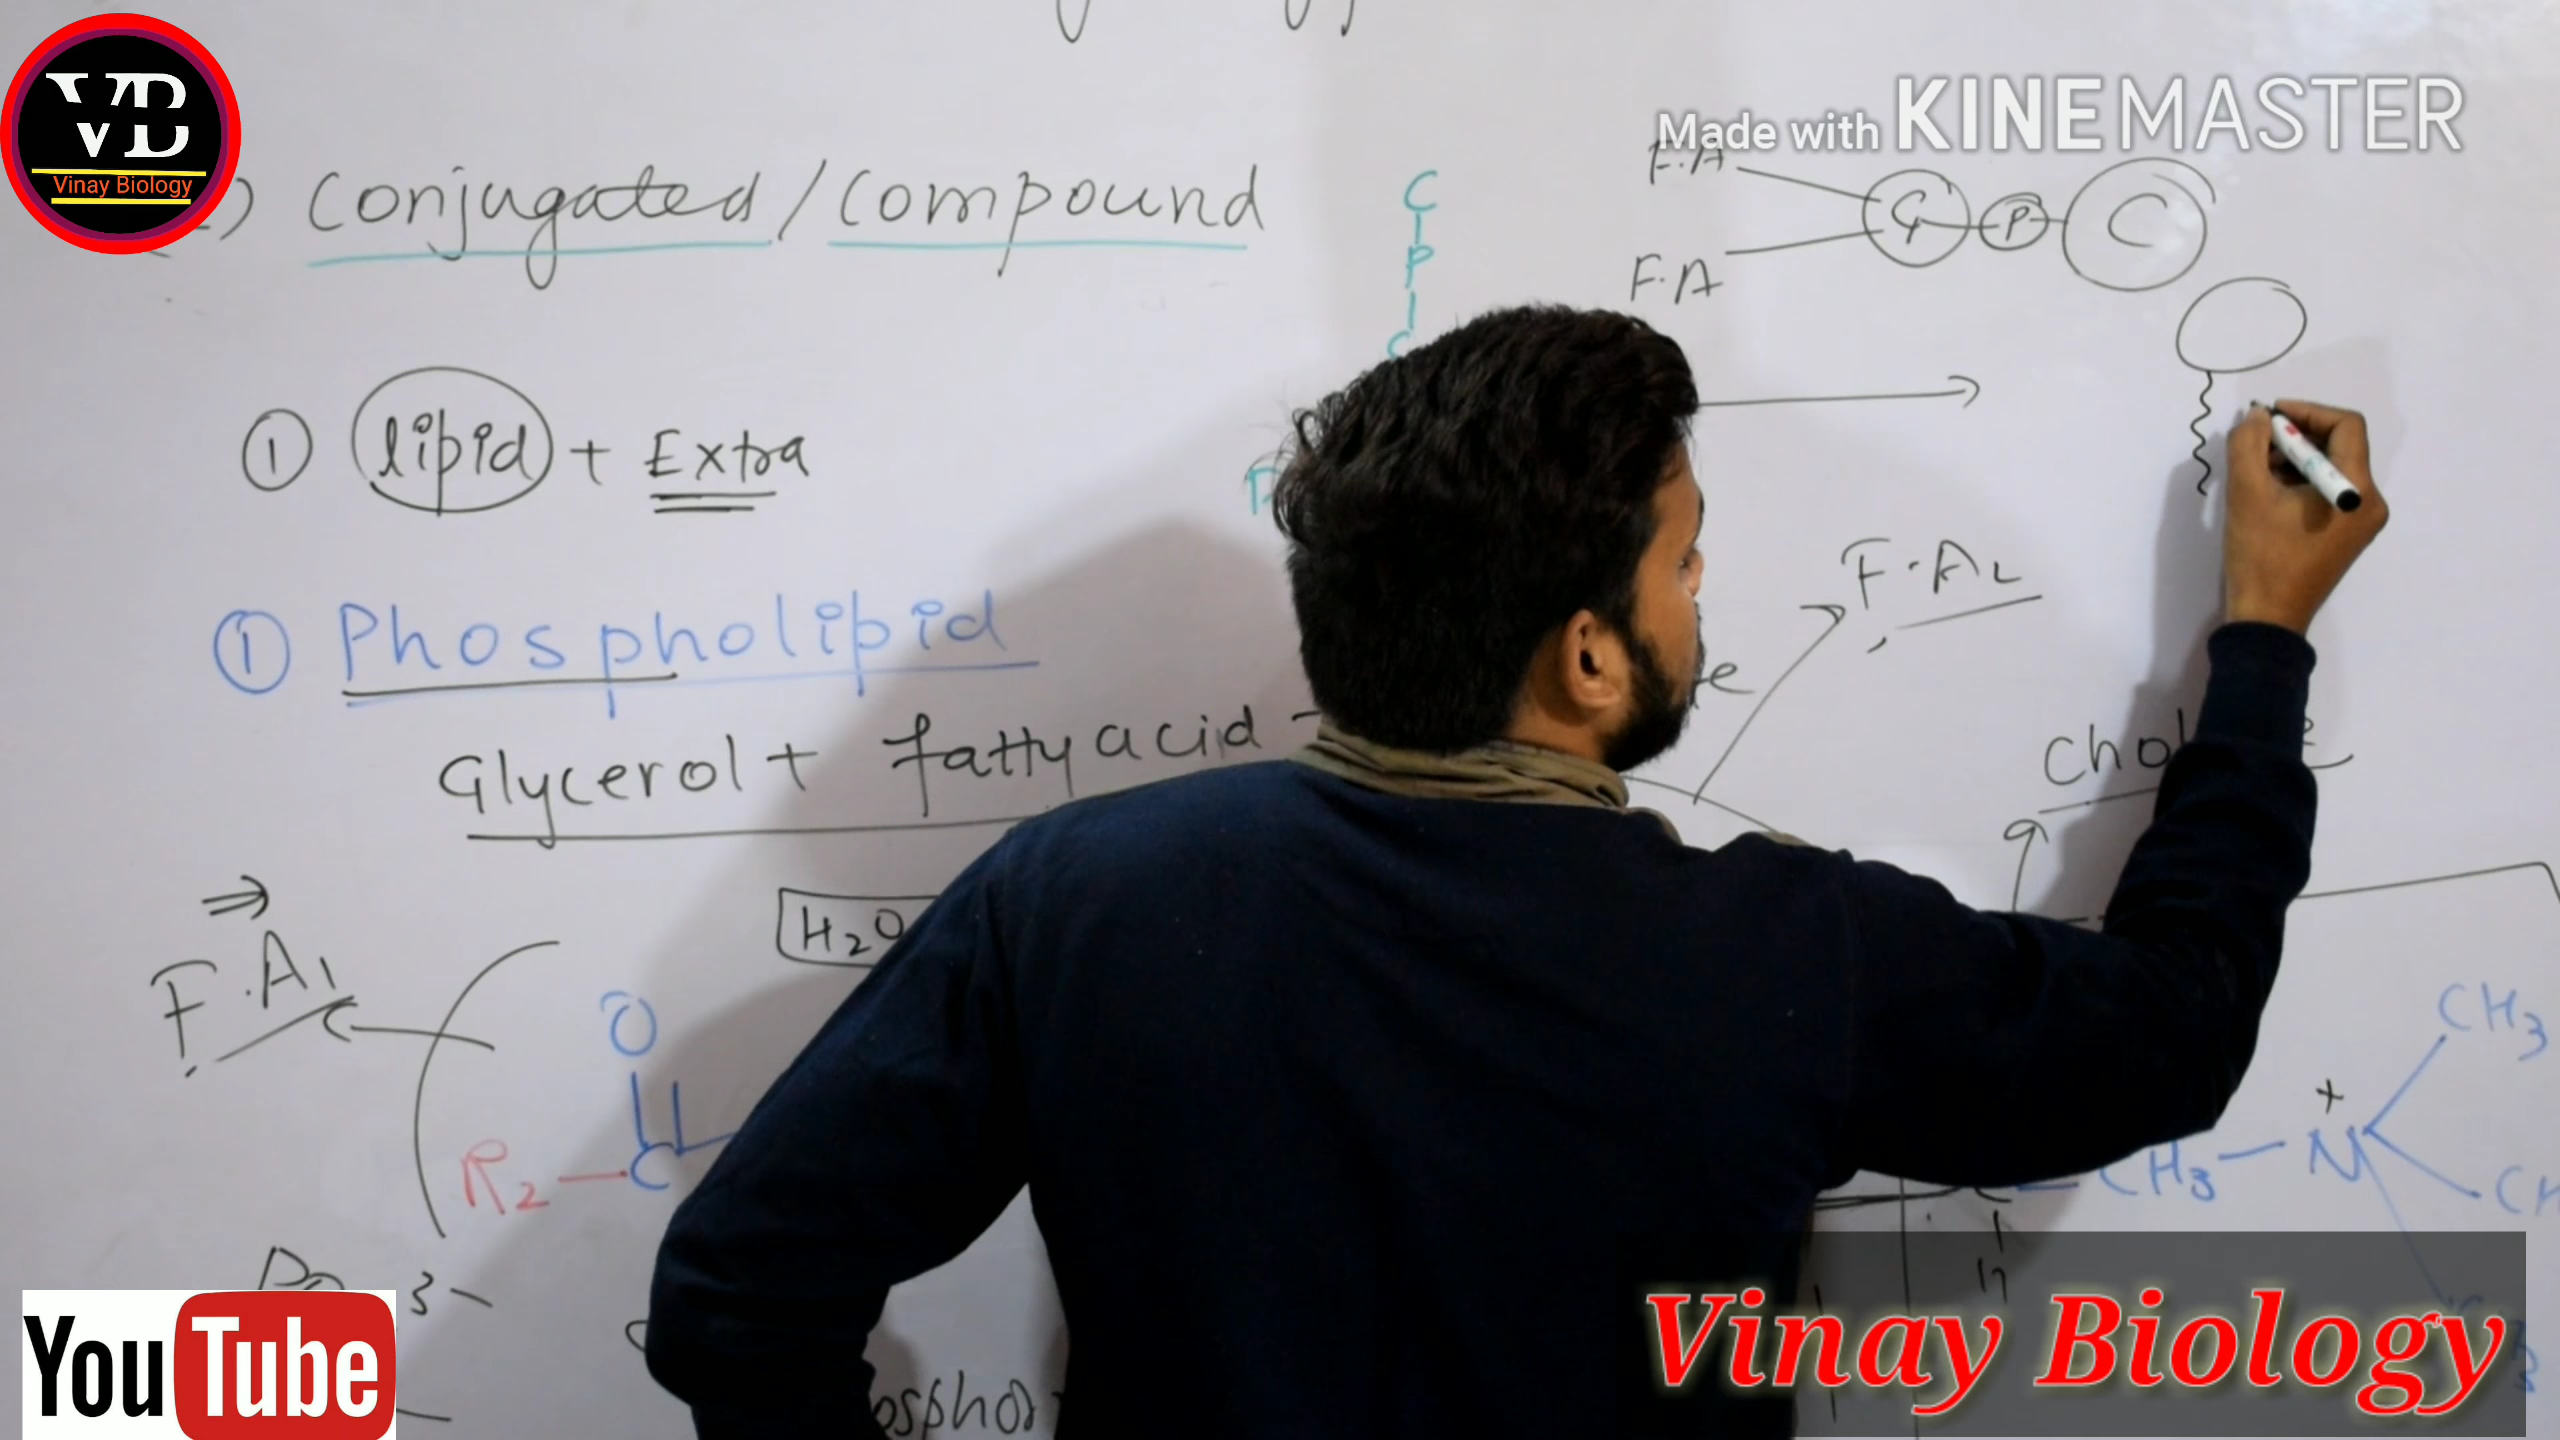 VB
Vinay Biology
Made with KINEMASTER
Conjugated / Compound
① lipid + Extra
① Phospholipid
Glycerol + fatty acid
⇒
F.A1
H2O
O
R2 – C
F.A
F.A
G P C
C
P
F.A2
CH3
+
CH3 – N
YouTube
Vinay Biology